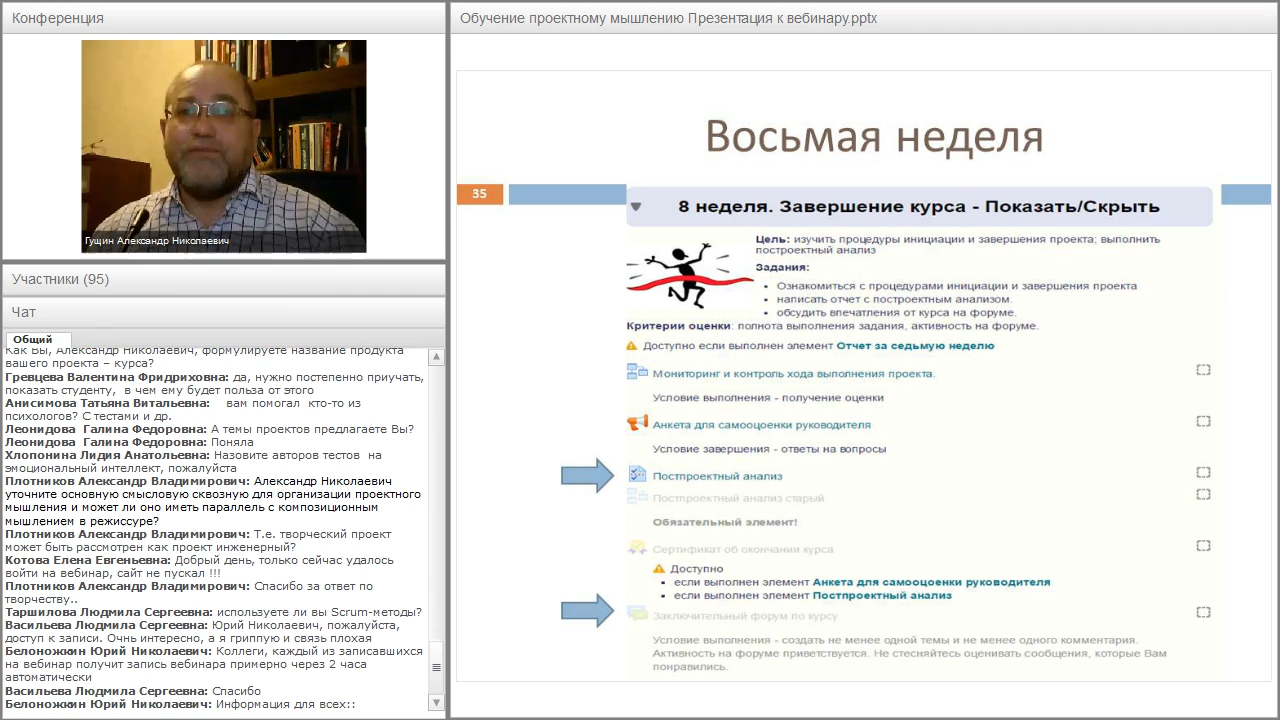 Конференция
Гущин Александр Николаевич
Участники (95)
Чат
Общий
Как Вы, Александр Николаевич, формулируете название продукта
вашего проекта – курса?
Гревцева Валентина Фридриховна: да, нужно постепенно приучать,
показать студенту, в чем ему будет польза от этого
Анисимова Татьяна Витальевна: вам помогал кто-то из
психологов? С тестами и др.
Леонидова Галина Федоровна: А темы проектов предлагаете Вы?
Леонидова Галина Федоровна: Поняла
Хлопонина Лидия Анатольевна: Назовите авторов тестов на
эмоциональный интеллект, пожалуйста
Плотников Александр Владимирович: Александр Николаевич
уточните основную смысловую сквозную для организации проектного
мышления и может ли оно иметь параллель с композиционным
мышлением в режиссуре?
Плотников Александр Владимирович: Т.е. творческий проект
может быть рассмотрен как проект инженерный?
Котова Елена Евгеньевна: Добрый день, только сейчас удалось
войти на вебинар, сайт не пускал !!!
Плотников Александр Владимирович: Спасибо за ответ по
творчеству..
Таршилова Людмила Сергеевна: используете ли вы Scrum-методы?
Васильева Людмила Сергеевна: Юрий Николаевич, пожалуйста,
доступ к записи. Очнь интересно, а я гриппую и связь плохая
Белоножкин Юрий Николаевич: Коллеги, каждый из записавшихся
на вебинар получит запись вебинара примерно через 2 часа
автоматически
Васильева Людмила Сергеевна: Спасибо
Белоножкин Юрий Николаевич: Информация для всех::
Обучение проектному мышлению Презентация к вебинару.pptx
Восьмая неделя
35
8 неделя. Завершение курса - Показать/Скрыть
Цель: изучить процедуры инициации и завершения проекта; выполнить
построектный анализ
Задания:
• Ознакомиться с процедурами инициации и завершения проекта
• написать отчет с построектным анализом.
• обсудить впечатления от курса на форуме.
Критерии оценки: полнота выполнения задания, активность на форуме.
Доступно если выполнен элемент Отчет за седьмую неделю
Мониторинг и контроль хода выполнения проекта.
Условие выполнения - получение оценки
Анкета для самооценки руководителя
Условие завершения - ответы на вопросы
Постпроектный анализ
Постпроектный анализ старый
Обязательный элемент!
Сертификат об окончании курса
Доступно
• если выполнен элемент Анкета для самооценки руководителя
• если выполнен элемент Постпроектный анализ
Заключительный форум по курсу
Условие выполнения - создать не менее одной темы и не менее одного комментария.
Активность на форуме приветствуется. Не стесняйтесь оценивать сообщения, которые Вам
понравились.